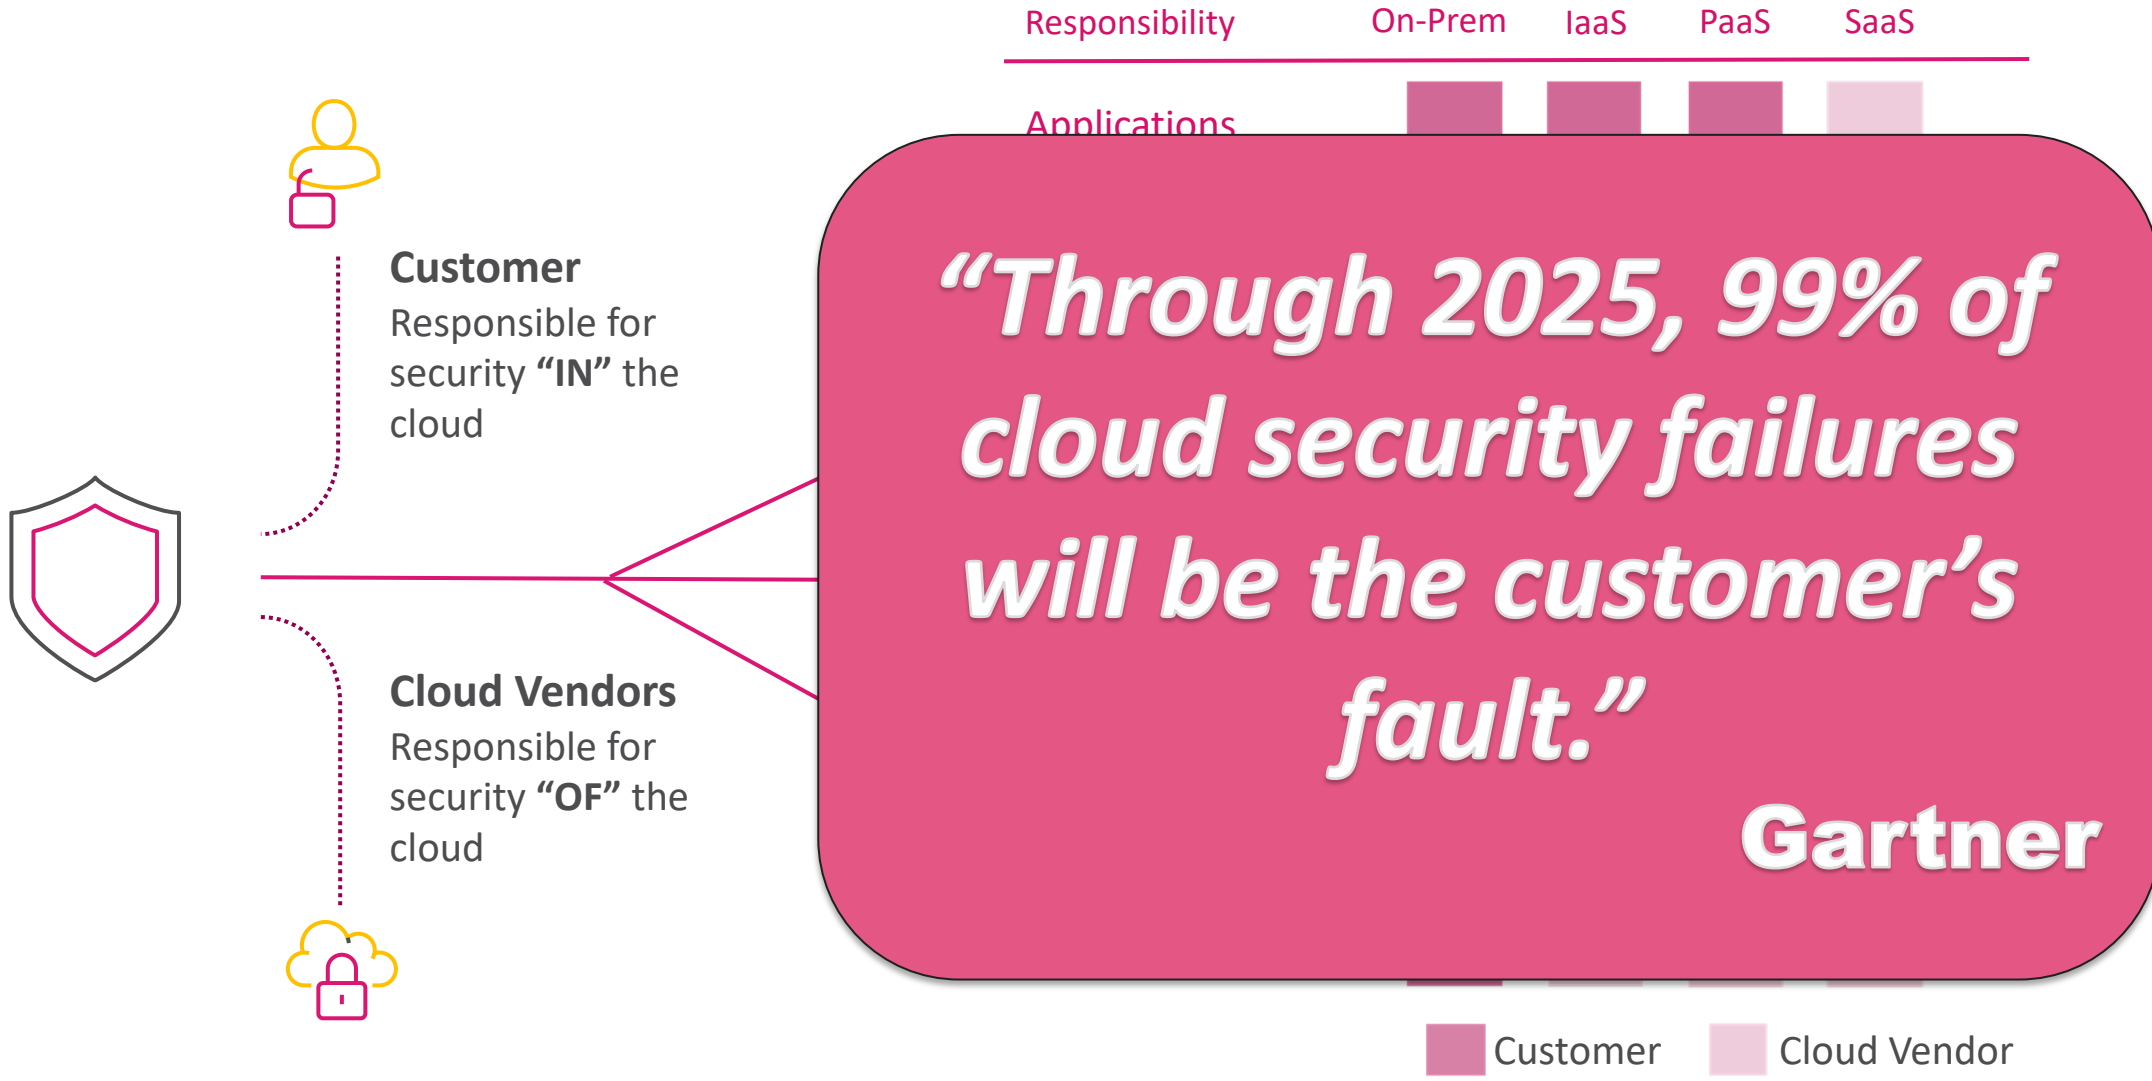 Responsibility On-Prem IaaS PaaS SaaS
Applications
Customer
Responsible for
security “IN” the
cloud
Cloud Vendors
Responsible for
security “OF” the
cloud
“Through 2025, 99% of
cloud security failures
will be the customer’s
fault.”
Gartner
Customer Cloud Vendor